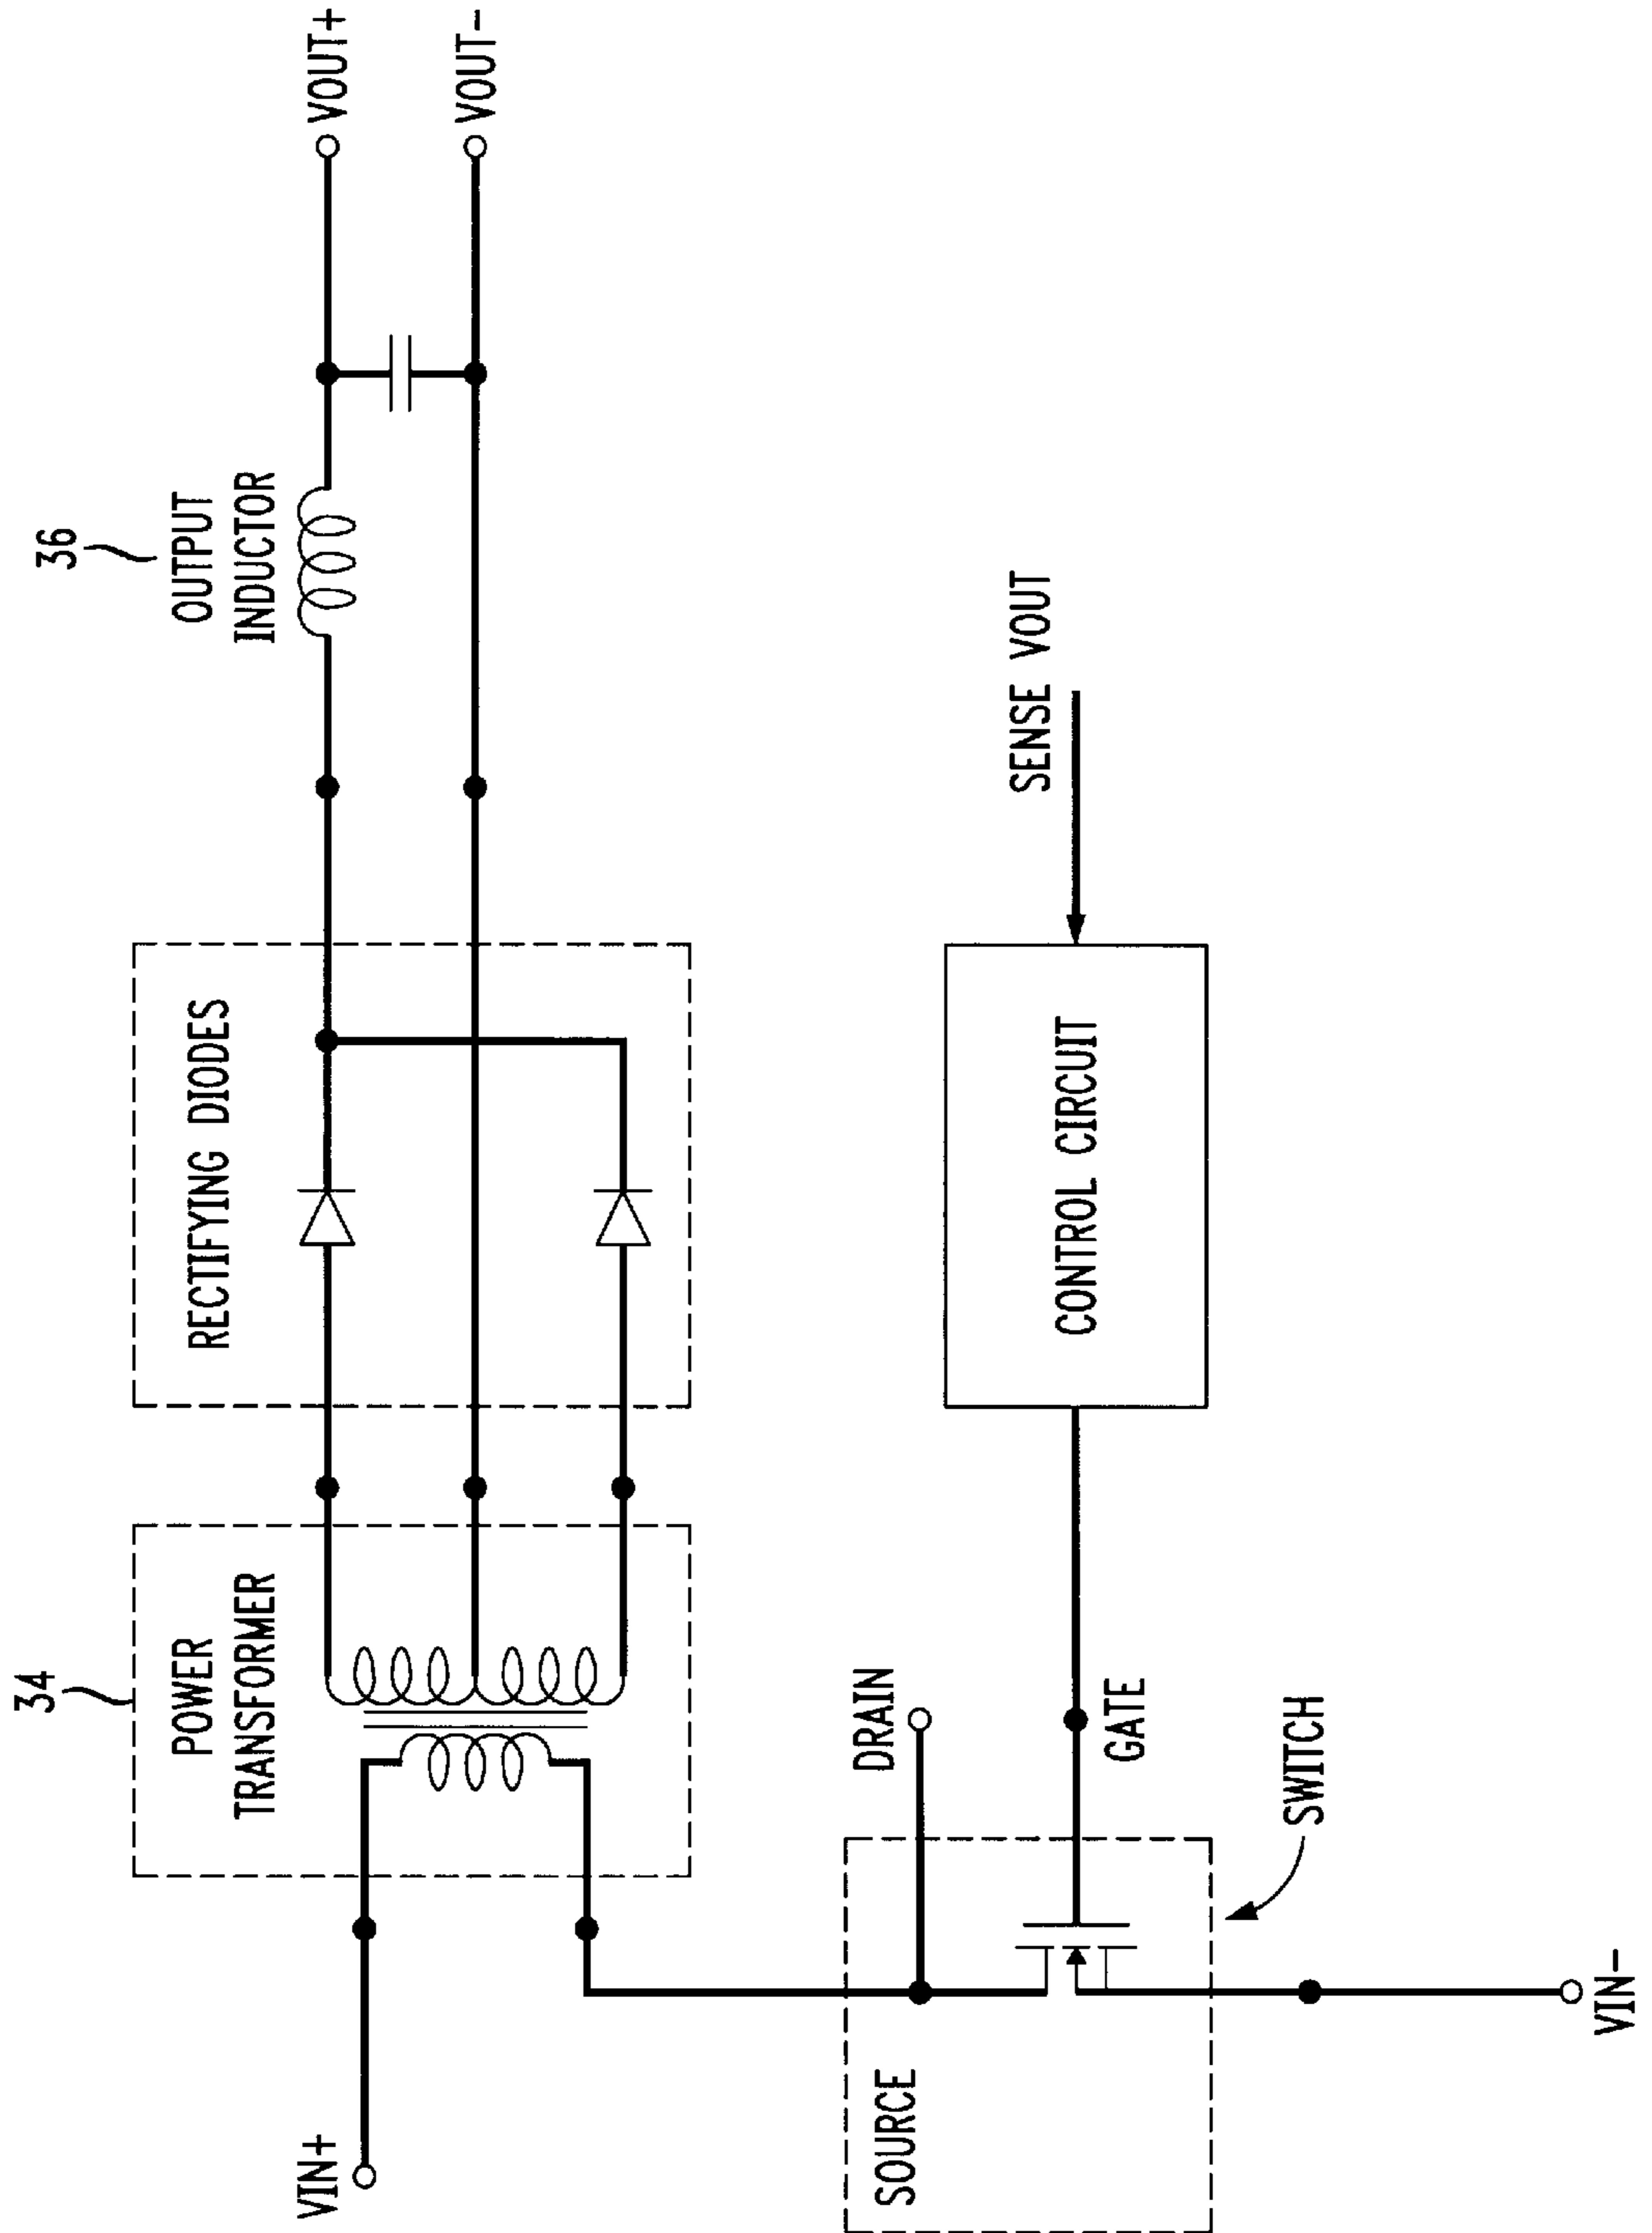 34
POWER
TRANSFORMER
RECTIFYING DIODES
36
OUTPUT
INDUCTOR
VOUT+
VOUT-
VIN+
DRAIN
SENSE VOUT
SOURCE
GATE
CONTROL CIRCUIT
SWITCH
VIN-